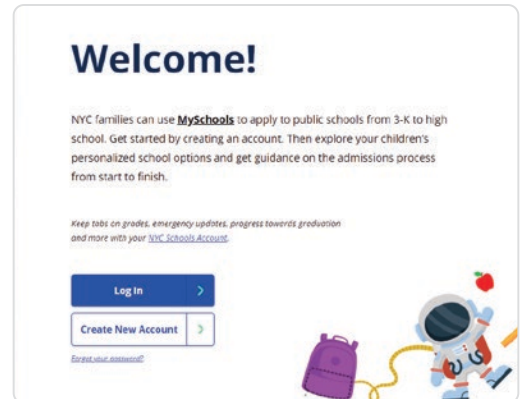 Welcome!
NYC families can use MySchools to apply to public schools from 3-K to high
school. Get started by creating an account. Then explore your children's
personalized school options and get guidance on the admissions process
from start to finish.
Keep tabs on grades, emergency updates, progress towards graduation
and more with your NYC Schools Account.
Log In
Create New Account
Forgot your password?